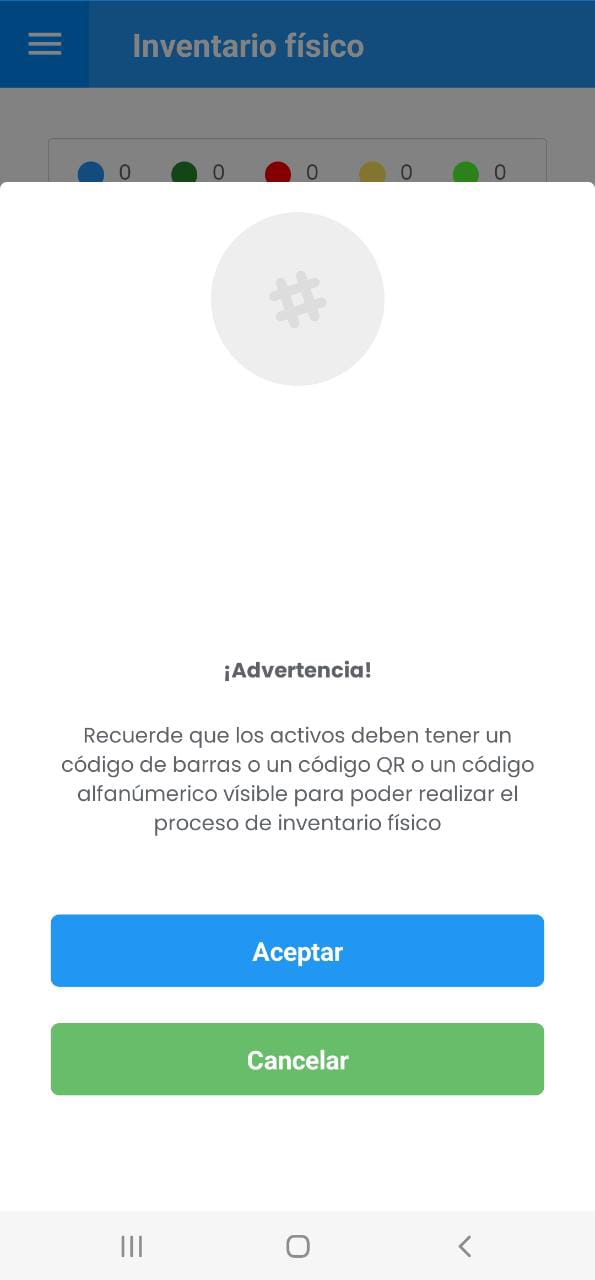 Inventario físico
0 0 0 0 0
¡Advertencia!
Recuerde que los activos deben tener un
código de barras o un código QR o un código
alfanúmerico vísible para poder realizar el
proceso de inventario físico
Aceptar
Cancelar